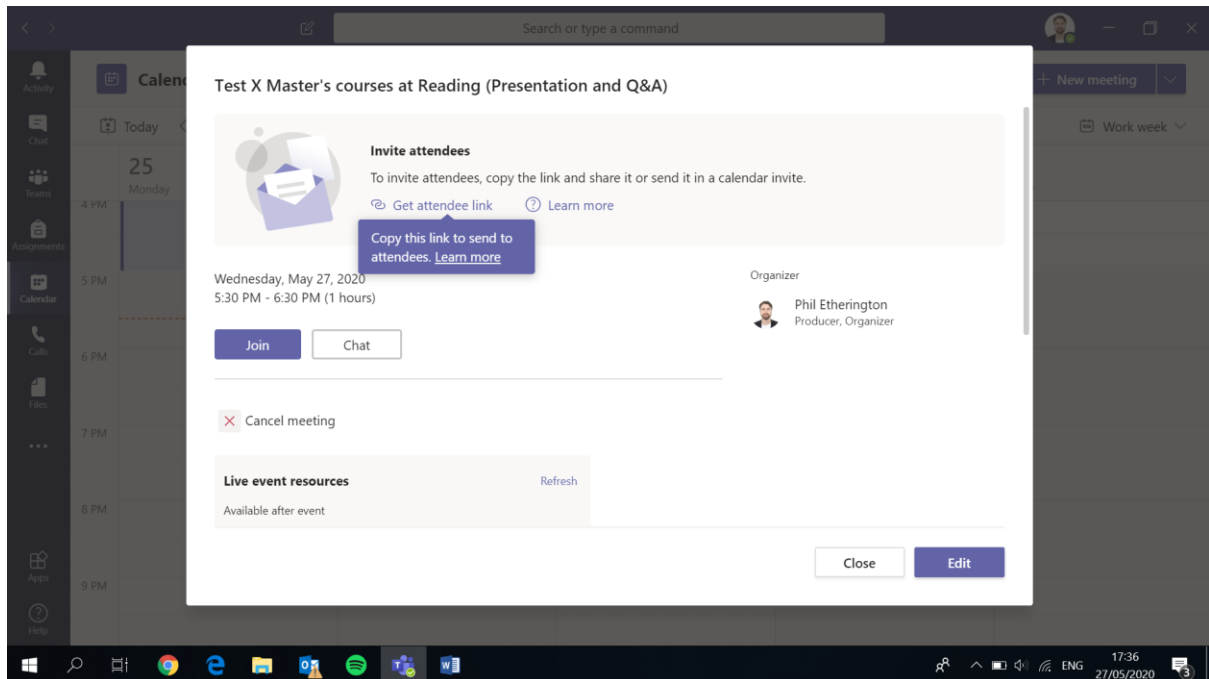 Search or type a command
Activity
Chat
Teams
Assignments
Calendar
Calls
Files
Apps
Help
Calen
New meeting
Today
Work week
25
Monday
4 PM
5 PM
6 PM
7 PM
8 PM
9 PM
Test X Master's courses at Reading (Presentation and Q&A)
Invite attendees
To invite attendees, copy the link and share it or send it in a calendar invite.
Get attendee link
Learn more
Copy this link to send to
attendees. Learn more
Wednesday, May 27, 2020
5:30 PM - 6:30 PM (1 hours)
Organizer
Phil Etherington
Producer, Organizer
Join
Chat
Cancel meeting
Live event resources
Refresh
Available after event
Close
Edit
ENG
17:36
27/05/2020
3